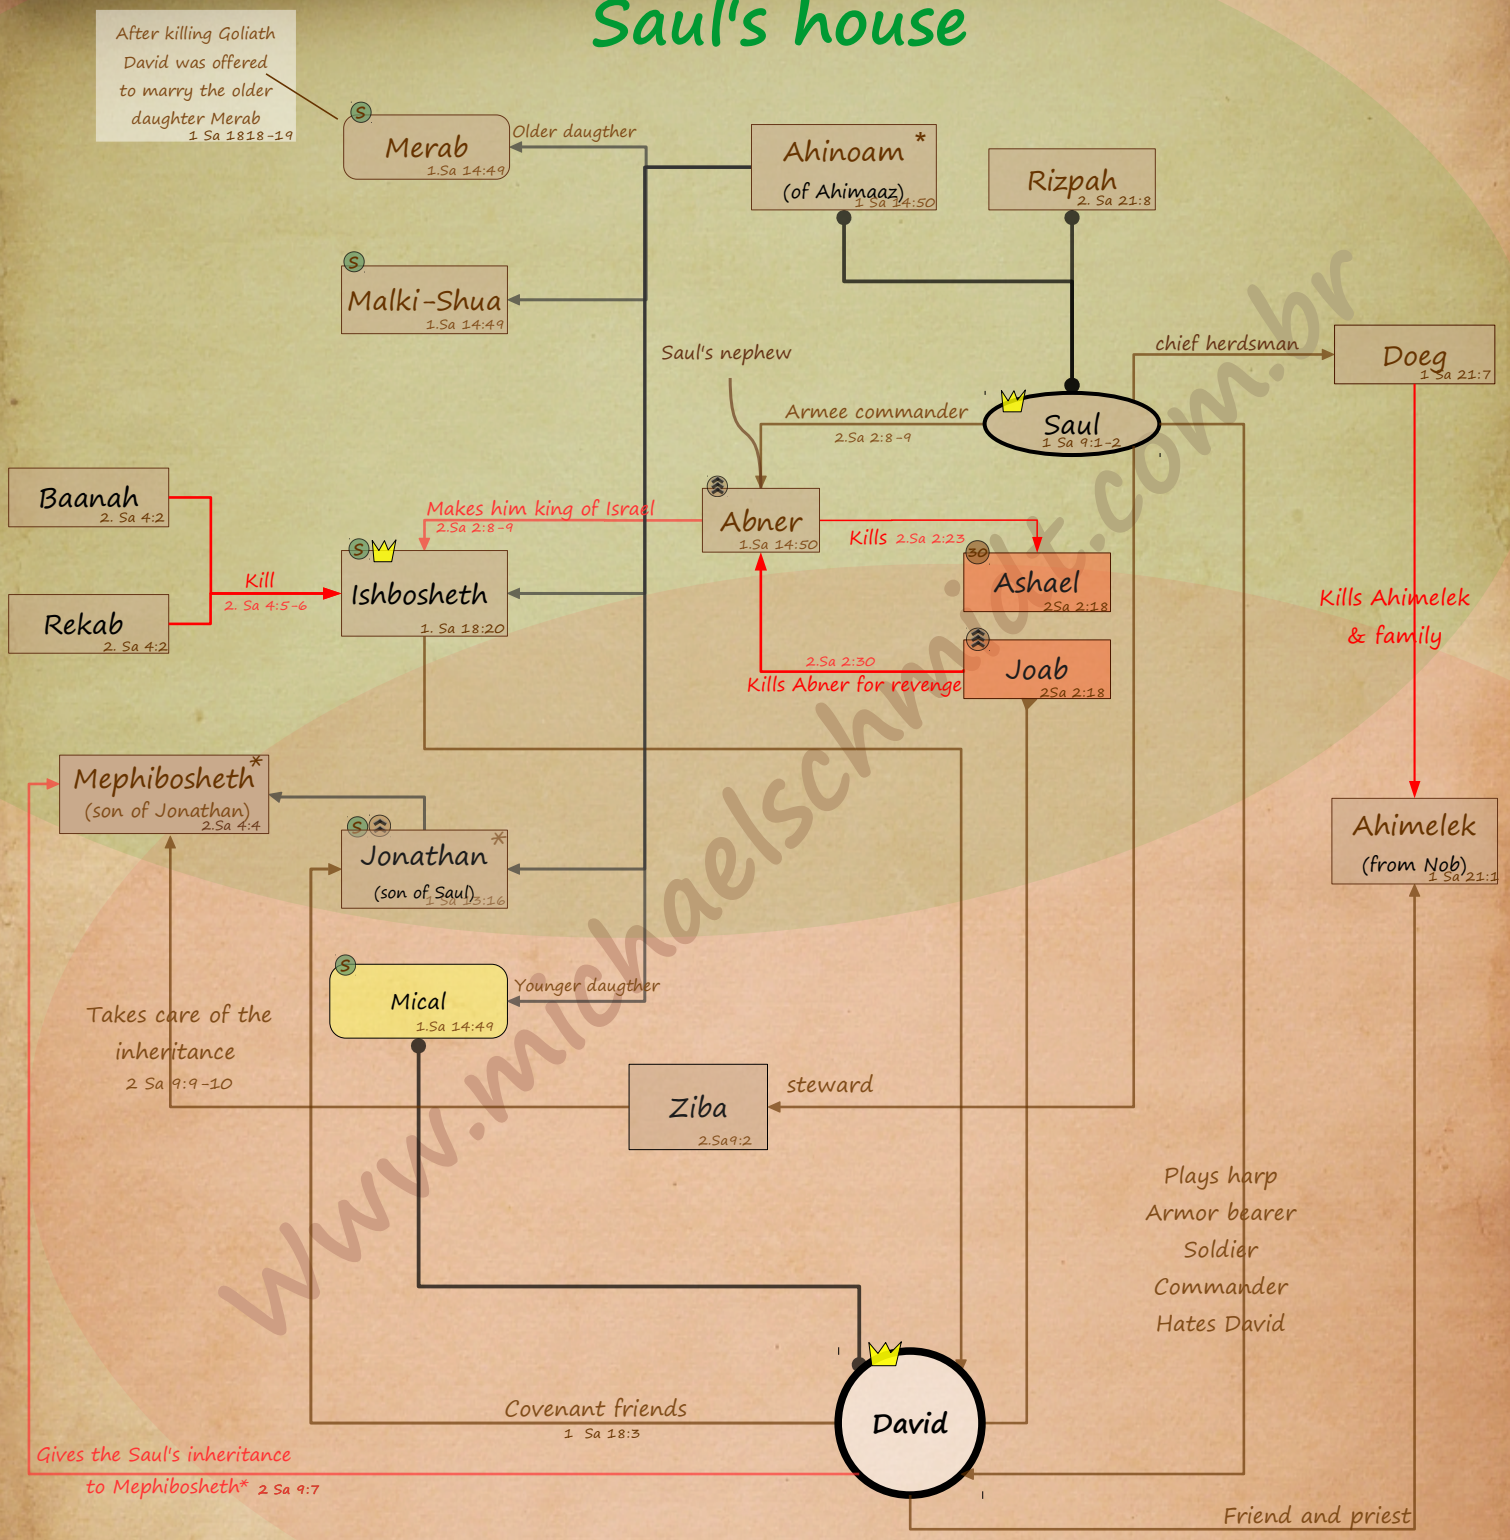 Saul's house
After killing Goliath
David was offered
to marry the older
daughter Merab
1 Sa 1818-19
S
Merab
1.Sa 14:49
Older daugther
Ahinoam *
(of Ahimaaz)
1 Sa 14:50
Rizpah
2. Sa 21:8
S
Malki-Shua
1.Sa 14:49
Saul's nephew
chief herdsman
Doeg
1 Sa 21:7
Armee commander
2.Sa 2:8-9
Saul
1 Sa 9:1-2
Baanah
2. Sa 4:2
Makes him king of Israel
2.Sa 2:8-9
Abner
1.Sa 14:50
Kills 2.Sa 2:23
30
Ashael
2Sa 2:18
Kill
2. Sa 4:5-6
S
Ishbosheth
1. Sa 18:20
Rekab
2. Sa 4:2
Kills Ahimelek
& family
2.Sa 2:30
Kills Abner for revenge
Joab
2Sa 2:18
Mephibosheth*
(son of Jonathan)
2.Sa 4:4
S
Jonathan *
(son of Saul)
1 Sa 13:16
Ahimelek
(from Nob)
1 Sa 21:1
S
Mical
1.Sa 14:49
Younger daugther
Takes care of the
inheritance
2 Sa 9:9-10
Ziba
2.Sa9:2
steward
Plays harp
Armor bearer
Soldier
Commander
Hates David
David
Covenant friends
1 Sa 18:3
Gives the Saul's inheritance
to Mephibosheth* 2 Sa 9:7
Friend and priest
www.michaelschmidt.com.br